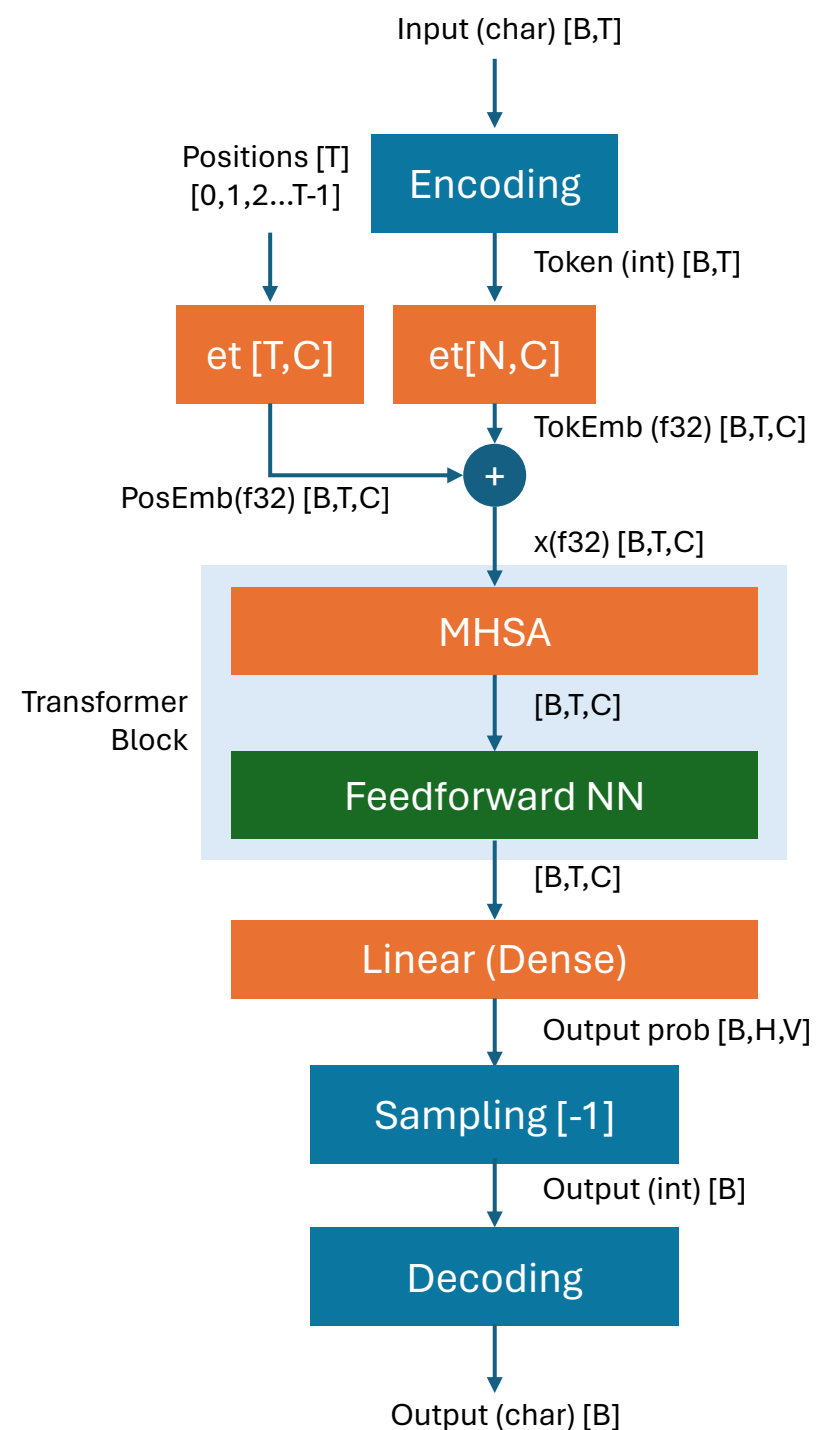 Input (char) [B,T]
Positions [T]
[0,1,2...T-1]
Encoding
Token (int) [B,T]
et [T,C]
et[N,C]
TokEmb (f32) [B,T,C]
+
PosEmb(f32) [B,T,C]
x(f32) [B,T,C]
MHSA
Transformer
Block
[B,T,C]
Feedforward NN
[B,T,C]
Linear (Dense)
Output prob [B,H,V]
Sampling [-1]
Output (int) [B]
Decoding
Output (char) [B]